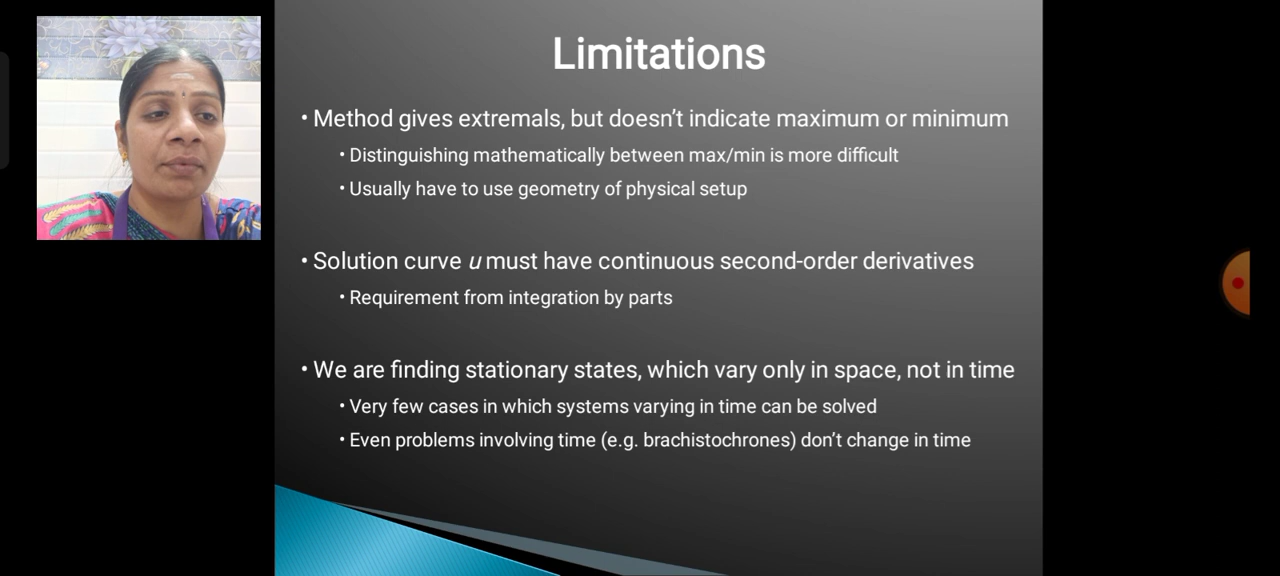 Limitations
• Method gives extremals, but doesn’t indicate maximum or minimum
• Distinguishing mathematically between max/min is more difficult
• Usually have to use geometry of physical setup
• Solution curve u must have continuous second-order derivatives
• Requirement from integration by parts
• We are finding stationary states, which vary only in space, not in time
• Very few cases in which systems varying in time can be solved
• Even problems involving time (e.g. brachistochrones) don’t change in time